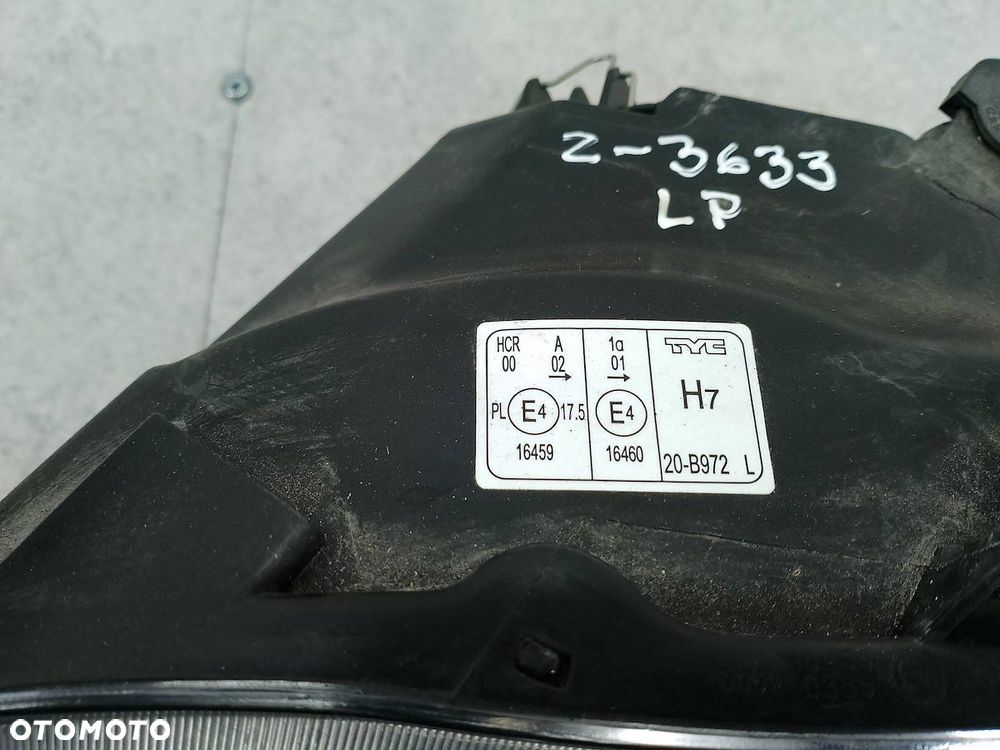 2-3633
LP
HCR A 1a TYC
00 02 01
H7
PL E4 17.5 E4
16459 16460 20-B972 L
OTOMOTO